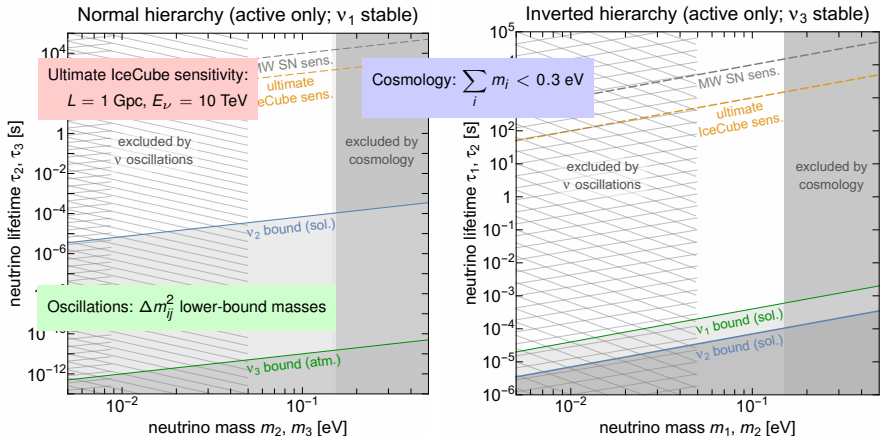 Normal hierarchy (active only; ν₁ stable)
10⁴
1
10⁻²
10⁻⁴
10⁻⁶
10⁻¹⁰
10⁻¹²
neutrino lifetime τ₂, τ₃ [s]
Ultimate IceCube sensitivity:
L = 1 Gpc, Eν = 10 TeV
MW SN sens.
ultimate
IceCube sens.
excluded by
ν oscillations
excluded by
cosmology
ν₂ bound (sol.)
Oscillations: Δm²ᵢⱼ lower-bound masses
ν₃ bound (atm.)
10⁻²
10⁻¹
neutrino mass m₂, m₃ [eV]
Cosmology: ∑ᵢ mᵢ < 0.3 eV
Inverted hierarchy (active only; ν₃ stable)
10⁵
10³
10²
10
1
10⁻¹
10⁻²
10⁻³
10⁻⁴
10⁻⁵
10⁻⁶
neutrino lifetime τ₁, τ₂ [s]
MW SN sens.
ultimate
IceCube sens.
excluded by
ν oscillations
excluded by
cosmology
ν₁ bound (sol.)
ν₂ bound (sol.)
10⁻²
10⁻¹
neutrino mass m₁, m₂ [eV]